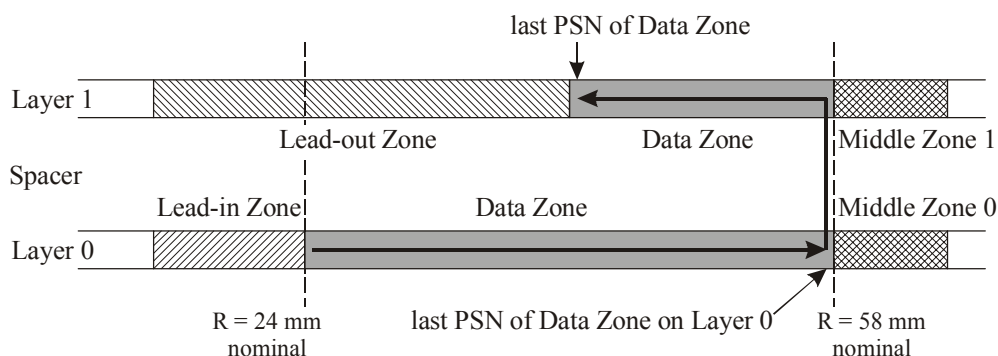 last PSN of Data Zone
Layer 1
Lead-out Zone
Data Zone
Middle Zone 1
Spacer
Lead-in Zone
Data Zone
Middle Zone 0
Layer 0
R = 24 mm
nominal
last PSN of Data Zone on Layer 0
R = 58 mm
nominal